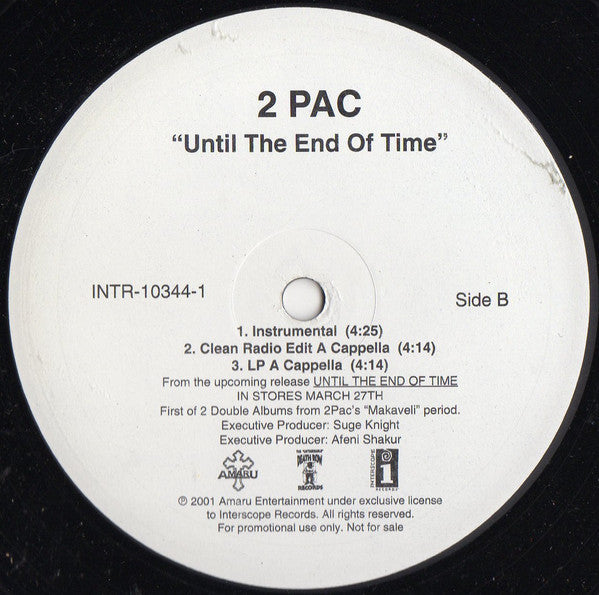 2 PAC
“Until The End Of Time”
INTR-10344-1
Side B
1. Instrumental (4:25)
2. Clean Radio Edit A Cappella (4:14)
3. LP A Cappella (4:14)
From the upcoming release UNTIL THE END OF TIME
IN STORES MARCH 27TH
First of 2 Double Albums from 2Pac's "Makaveli" period.
Executive Producer: Suge Knight
Executive Producer: Afeni Shakur
AMARU
DEATH ROW
RECORDS
INTERSCOPE
i
RECORDS
℗ 2001 Amaru Entertainment under exclusive license
to Interscope Records. All rights reserved.
For promotional use only. Not for sale